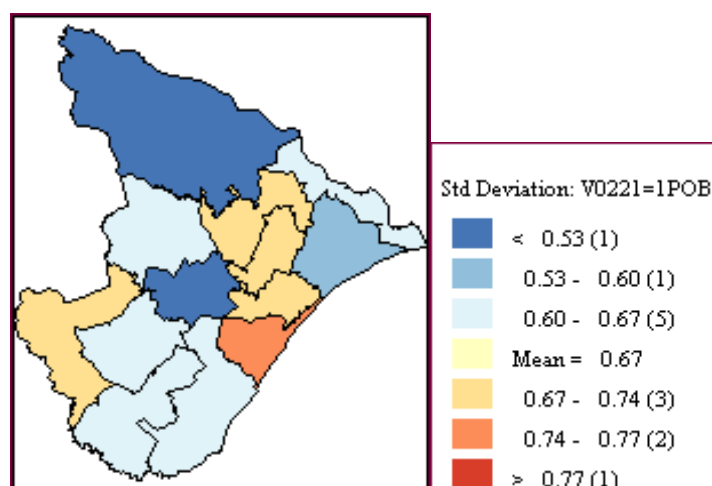 Std Deviation: V0221=1POB
< 0.53 (1)
0.53 - 0.60 (1)
0.60 - 0.67 (5)
Mean = 0.67
0.67 - 0.74 (3)
0.74 - 0.77 (2)
> 0.77 (1)